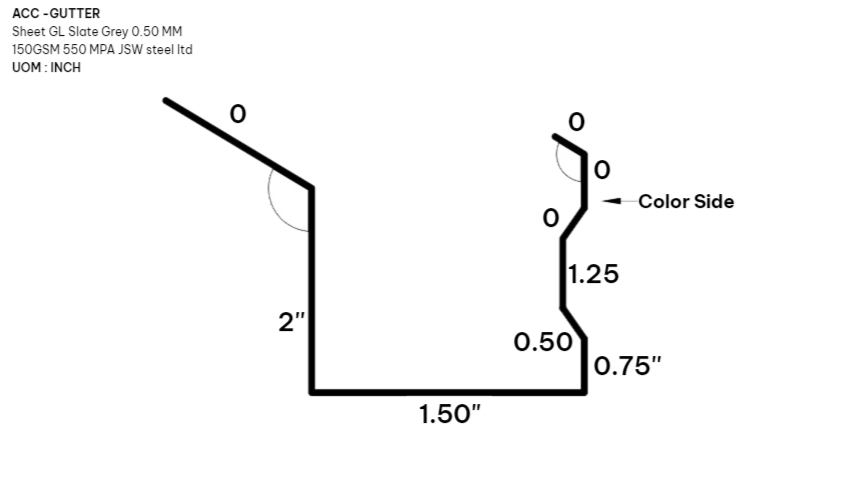 ACC -GUTTER
Sheet GL Slate Grey 0.50 MM
150GSM 550 MPA JSW steel ltd
UOM : INCH
0
0
0
Color Side
0
1.25
2"
0.50
0.75"
1.50"